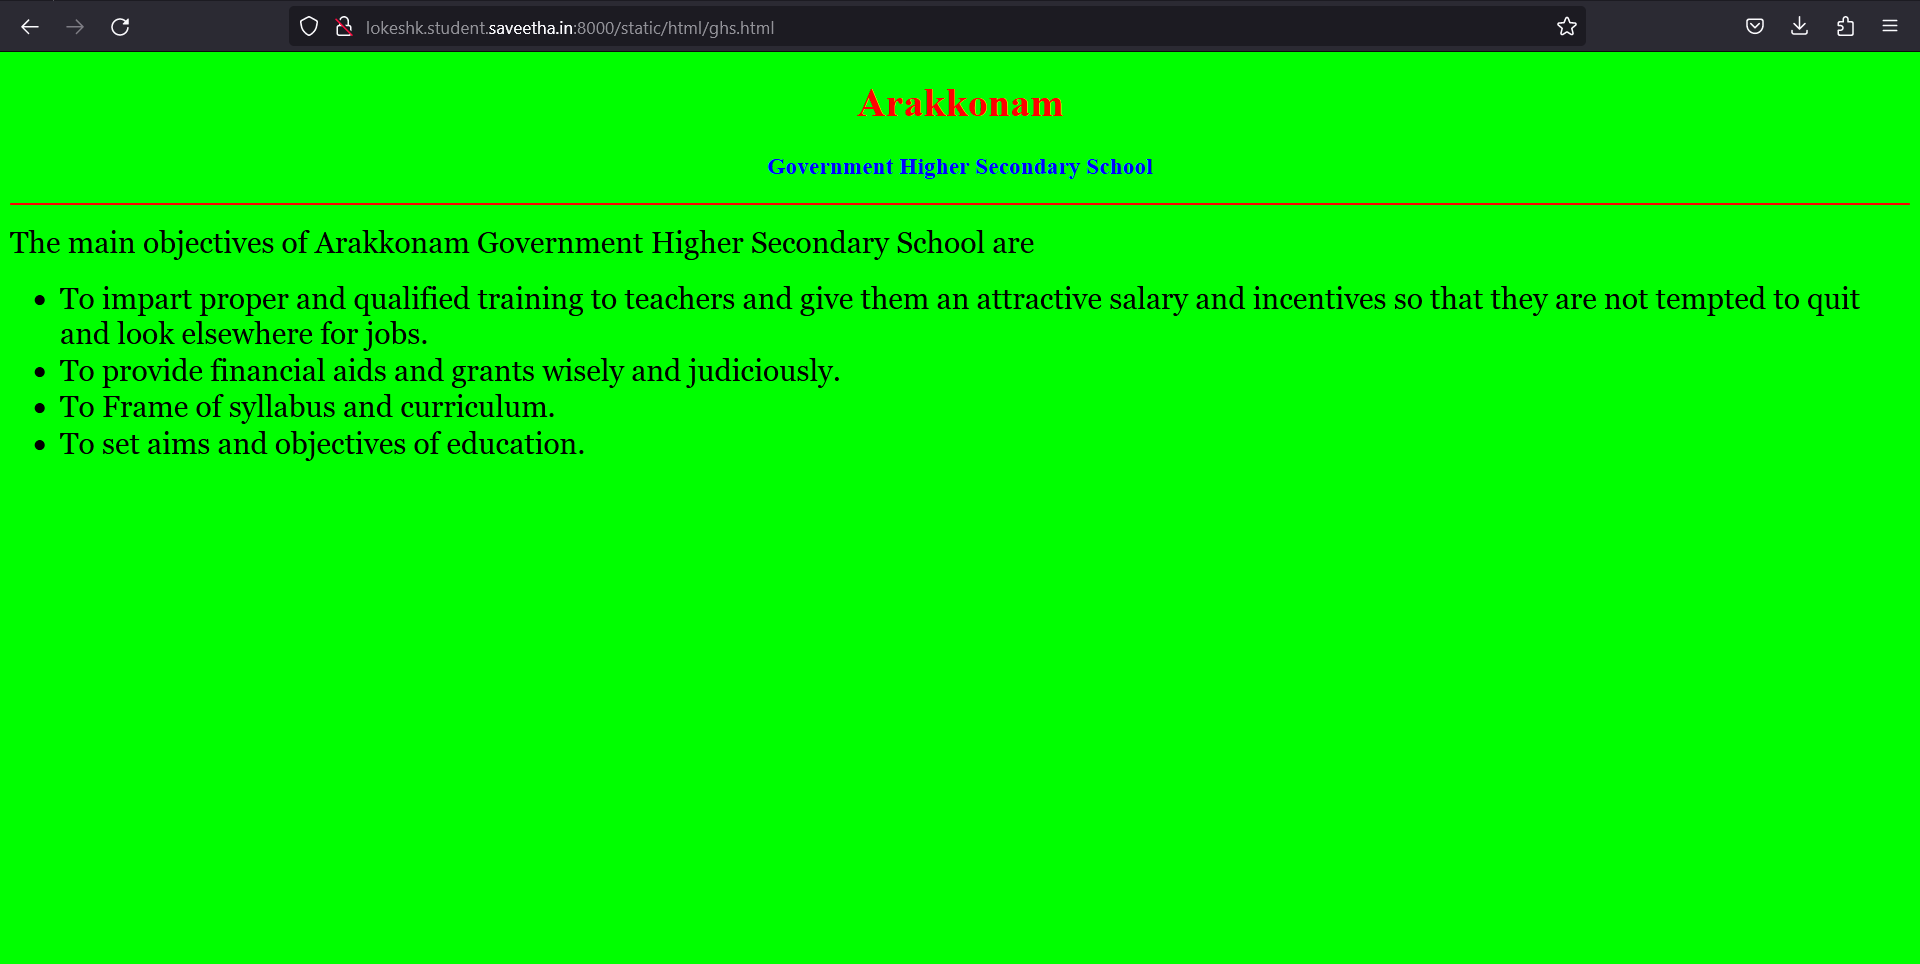 lokeshk.student.saveetha.in:8000/static/html/ghs.html
Arakkonam
Government Higher Secondary School
The main objectives of Arakkonam Government Higher Secondary School are
• To impart proper and qualified training to teachers and give them an attractive salary and incentives so that they are not tempted to quit
and look elsewhere for jobs.
• To provide financial aids and grants wisely and judiciously.
• To Frame of syllabus and curriculum.
• To set aims and objectives of education.